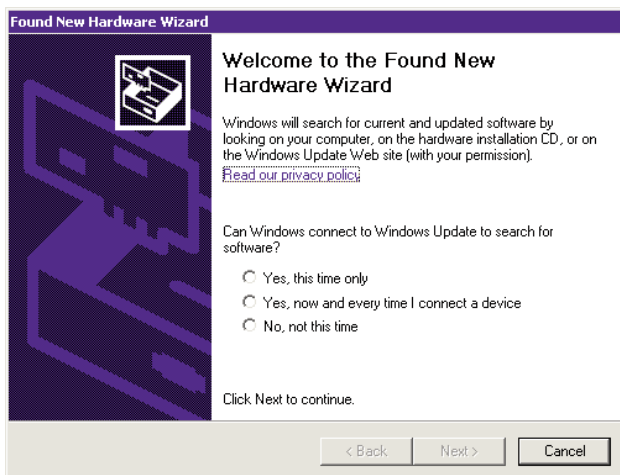 Found New Hardware Wizard
Welcome to the Found New
Hardware Wizard
Windows will search for current and updated software by
looking on your computer, on the hardware installation CD, or on
the Windows Update Web site (with your permission).
Read our privacy policy
Can Windows connect to Windows Update to search for
software?
Yes, this time only
Yes, now and every time I connect a device
No, not this time
Click Next to continue.
< Back Next > Cancel